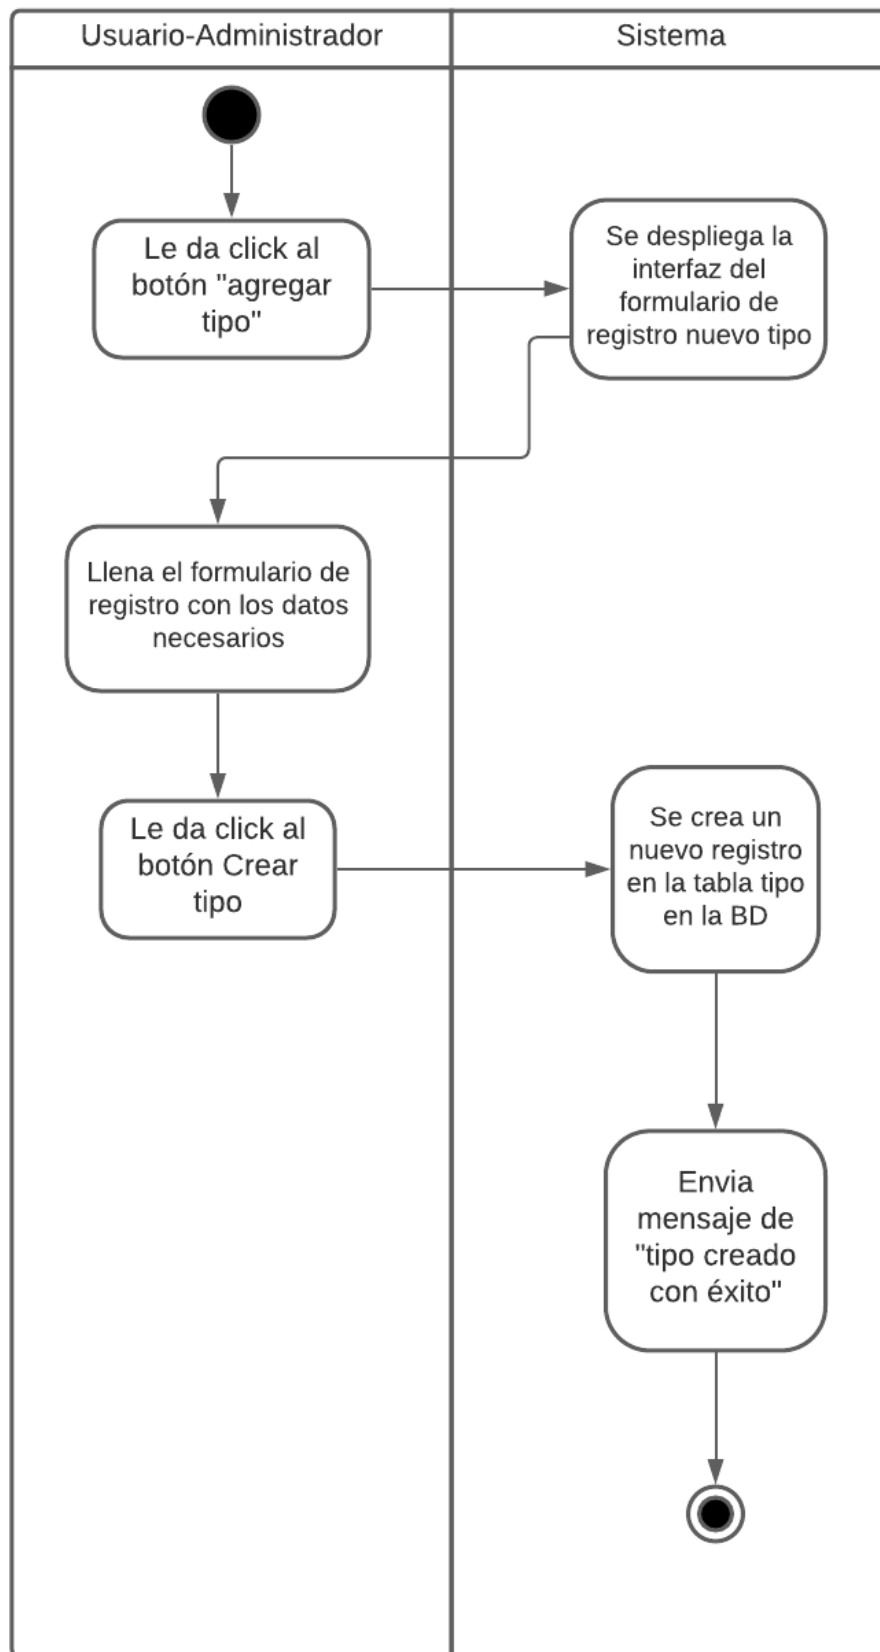 Usuario-Administrador
Sistema
Le da click al
botón "agregar
tipo"
Se despliega la
interfaz del
formulario de
registro nuevo tipo
Llena el formulario de
registro con los datos
necesarios
Le da click al
botón Crear
tipo
Se crea un
nuevo registro
en la tabla tipo
en la BD
Envia
mensaje de
"tipo creado
con éxito"